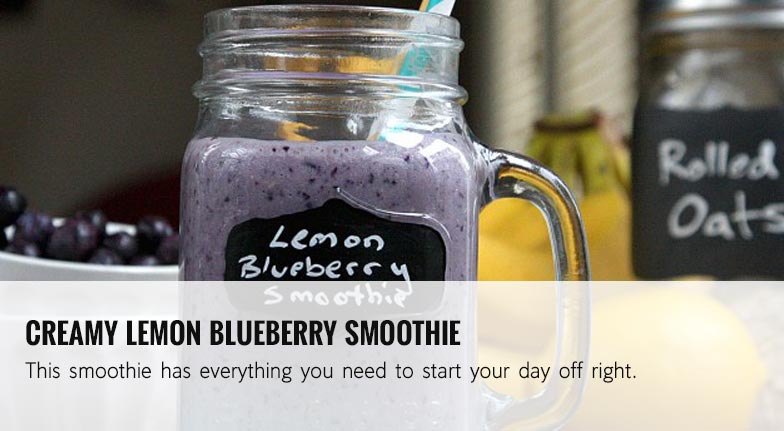 Rolled
Oats
Lemon
Blueberry
Smoothie
CREAMY LEMON BLUEBERRY SMOOTHIE
This smoothie has everything you need to start your day off right.